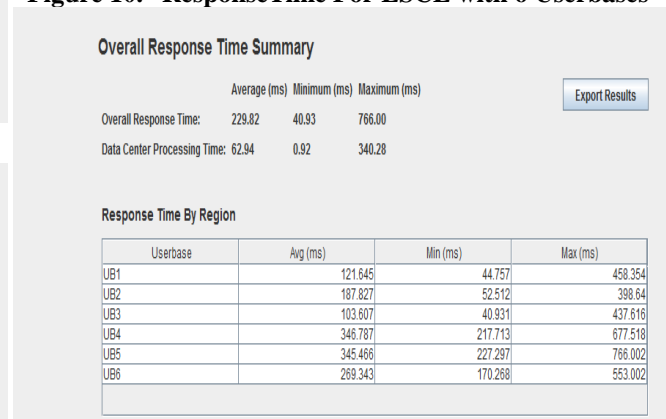 Figure 10. Response Time For ESCE with 6 Userbases
Overall Response Time Summary
Average (ms) Minimum (ms) Maximum (ms)
Export Results
Overall Response Time: 229.82 40.93 766.00
Data Center Processing Time: 62.94 0.92 340.28
Response Time By Region
Userbase Avg (ms) Min (ms) Max (ms)
UB1 121.645 44.757 458.354
UB2 187.827 52.512 398.64
UB3 103.607 40.931 437.616
UB4 346.787 217.713 677.518
UB5 345.466 227.297 766.002
UB6 269.343 170.268 553.002